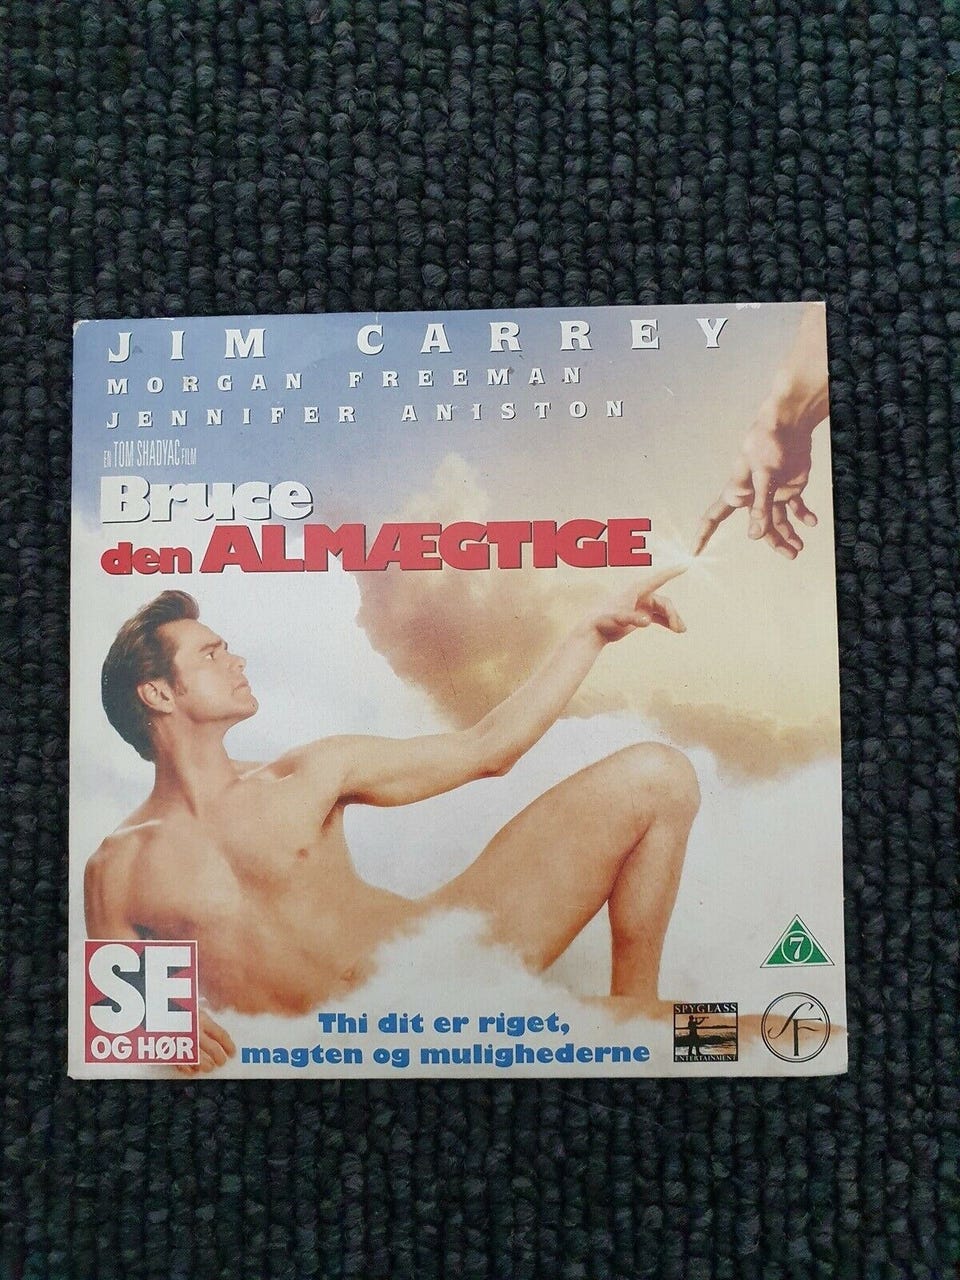 JIM CARREY
MORGAN FREEMAN
JENNIFER ANISTON
EN TOM SHADYAC FILM
Bruce
den ALMÆGTIGE
7
SE
OG HØR
Thi dit er riget,
magten og mulighederne
SPYGLASS
ENTERTAINMENT
SF